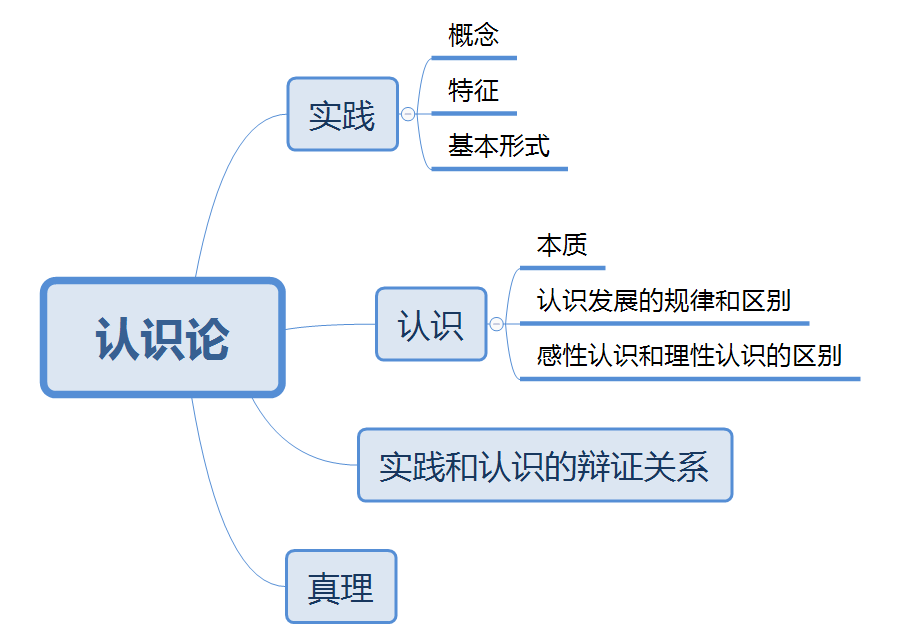 认识论
实践
概念
特征
基本形式
认识
本质
认识发展的规律和区别
感性认识和理性认识的区别
实践和认识的辩证关系
真理